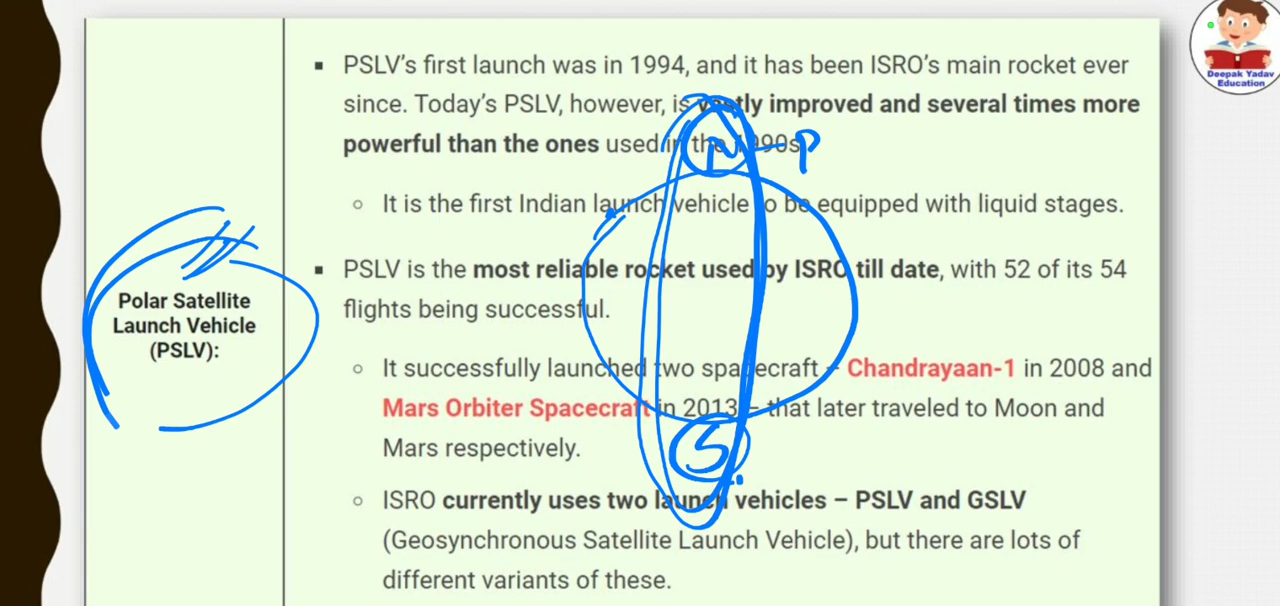 Deepak Yadav
Education
Polar Satellite
Launch Vehicle
(PSLV):
▪ PSLV’s first launch was in 1994, and it has been ISRO’s main rocket ever
since. Today’s PSLV, however, is vastly improved and several times more
powerful than the ones used in the 1990s.
○ It is the first Indian launch vehicle to be equipped with liquid stages.
▪ PSLV is the most reliable rocket used by ISRO till date, with 52 of its 54
flights being successful.
○ It successfully launched two spacecraft – Chandrayaan-1 in 2008 and
Mars Orbiter Spacecraft in 2013 – that later traveled to Moon and
Mars respectively.
○ ISRO currently uses two launch vehicles – PSLV and GSLV
(Geosynchronous Satellite Launch Vehicle), but there are lots of
different variants of these.
N – P
S